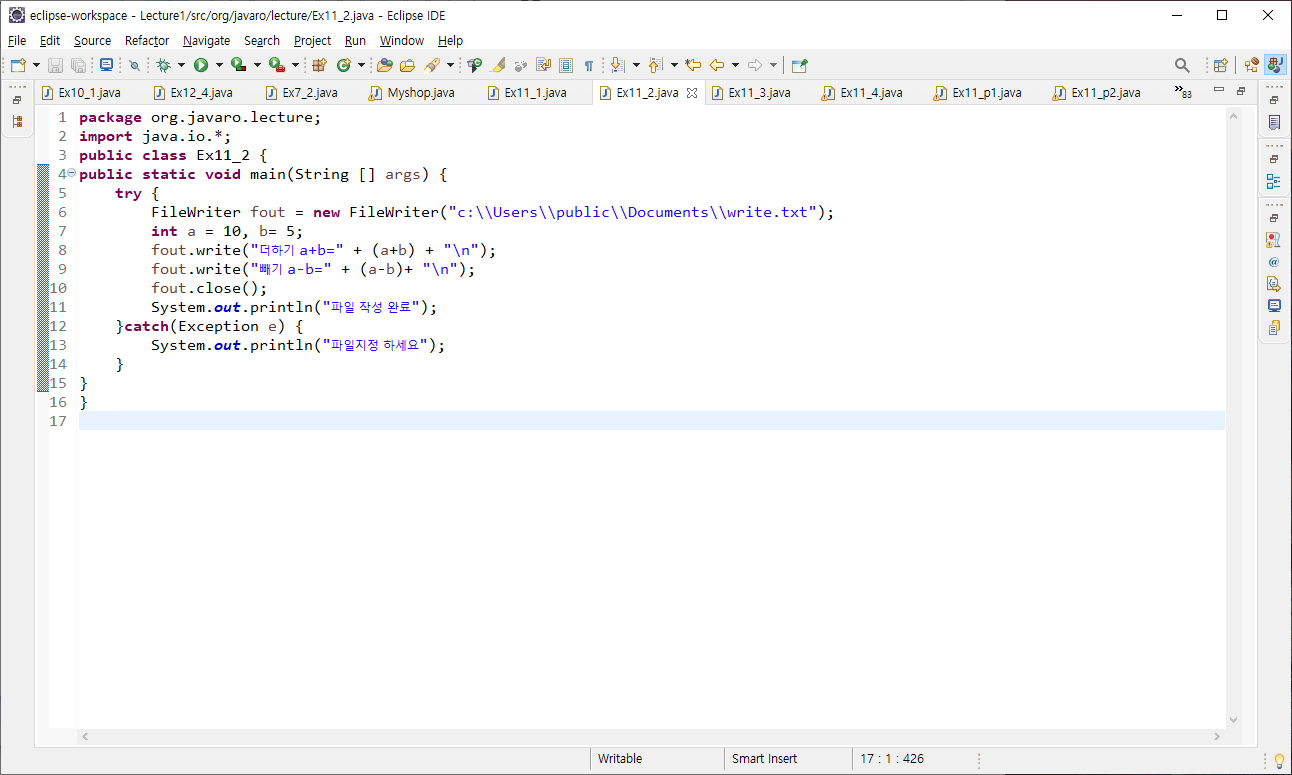 eclipse-workspace - Lecture1/src/org/javaro/lecture/Ex11_2.java - Eclipse IDE
File Edit Source Refactor Navigate Search Project Run Window Help
Ex10_1.java Ex12_4.java Ex7_2.java Myshop.java Ex11_1.java Ex11_2.java Ex11_3.java Ex11_4.java Ex11_p1.java Ex11_p2.java »83
1 package org.javaro.lecture;
2 import java.io.*;
3 public class Ex11_2 {
4 public static void main(String [] args) {
5     try {
6         FileWriter fout = new FileWriter("c:\\Users\\public\\Documents\\write.txt");
7         int a = 10, b= 5;
8         fout.write("더하기 a+b=" + (a+b) + "\n");
9         fout.write("빼기 a-b=" + (a-b)+ "\n");
10         fout.close();
11         System.out.println("파일 작성 완료");
12     }catch(Exception e) {
13         System.out.println("파일지정 하세요");
14     }
15 }
16 }
17
Writable Smart Insert 17 : 1 : 426